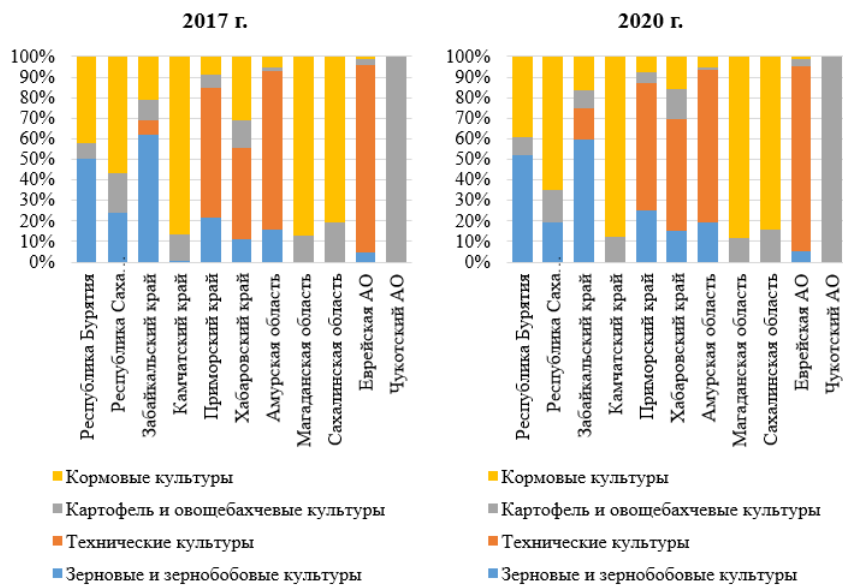 2017 г.
100%
90%
80%
70%
60%
50%
40%
30%
20%
10%
0%
Республика Бурятия
Республика Саха…
Забайкальский край
Камчатский край
Приморский край
Хабаровский край
Амурская область
Магаданская область
Сахалинская область
Еврейская АО
Чукотский АО
Кормовые культуры
Картофель и овощебахчевые культуры
Технические культуры
Зерновые и зернобобовые культуры
2020 г.
100%
90%
80%
70%
60%
50%
40%
30%
20%
10%
0%
Республика Бурятия
Республика Саха…
Забайкальский край
Камчатский край
Приморский край
Хабаровский край
Амурская область
Магаданская область
Сахалинская область
Еврейская АО
Чукотский АО
Кормовые культуры
Картофель и овощебахчевые культуры
Технические культуры
Зерновые и зернобобовые культуры